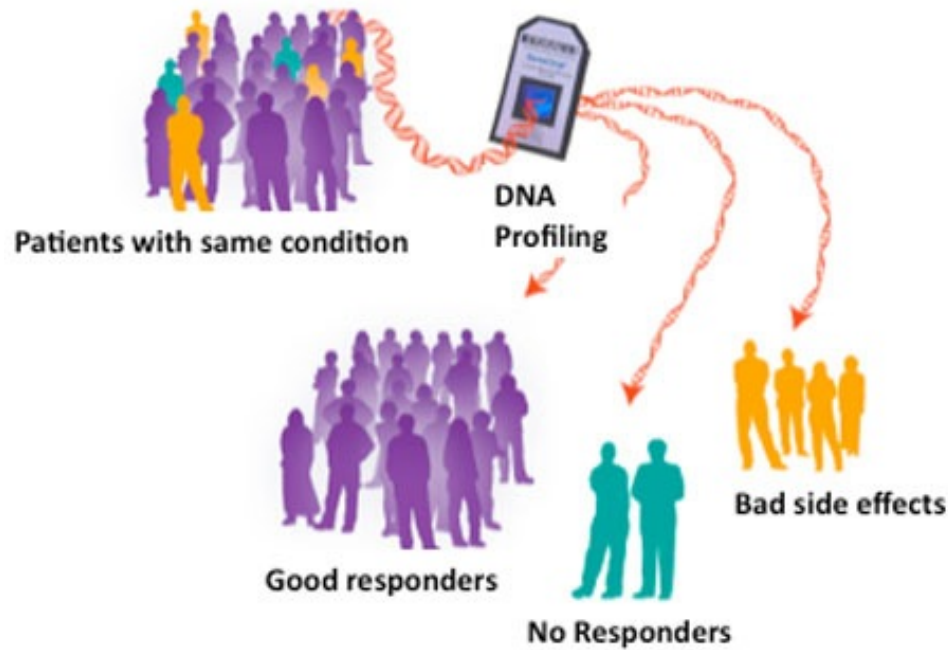 Patients with same condition
DNA
Profiling
Good responders
No Responders
Bad side effects